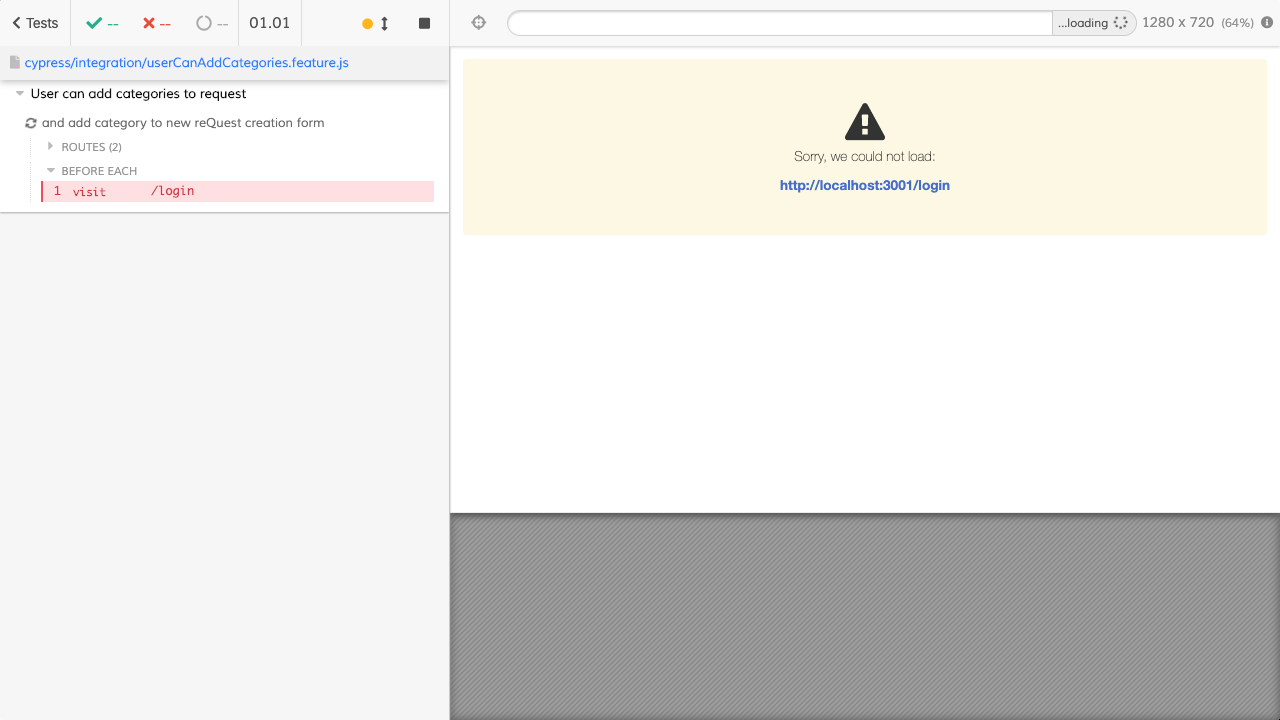 Tests -- -- -- 01.01
...loading 1280 x 720 (64%)
cypress/integration/userCanAddCategories.feature.js
User can add categories to request
and add category to new reQuest creation form
ROUTES (2)
BEFORE EACH
1 visit /login
Sorry, we could not load:
http://localhost:3001/login